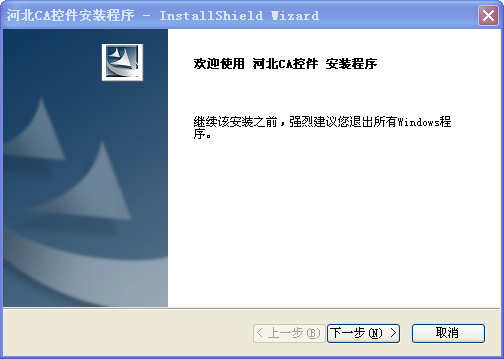 河北CA控件安装程序 - InstallShield Wizard
欢迎使用 河北CA控件 安装程序
继续该安装之前，强烈建议您退出所有Windows程
序。
< 上一步(B) 下一步(N) > 取消